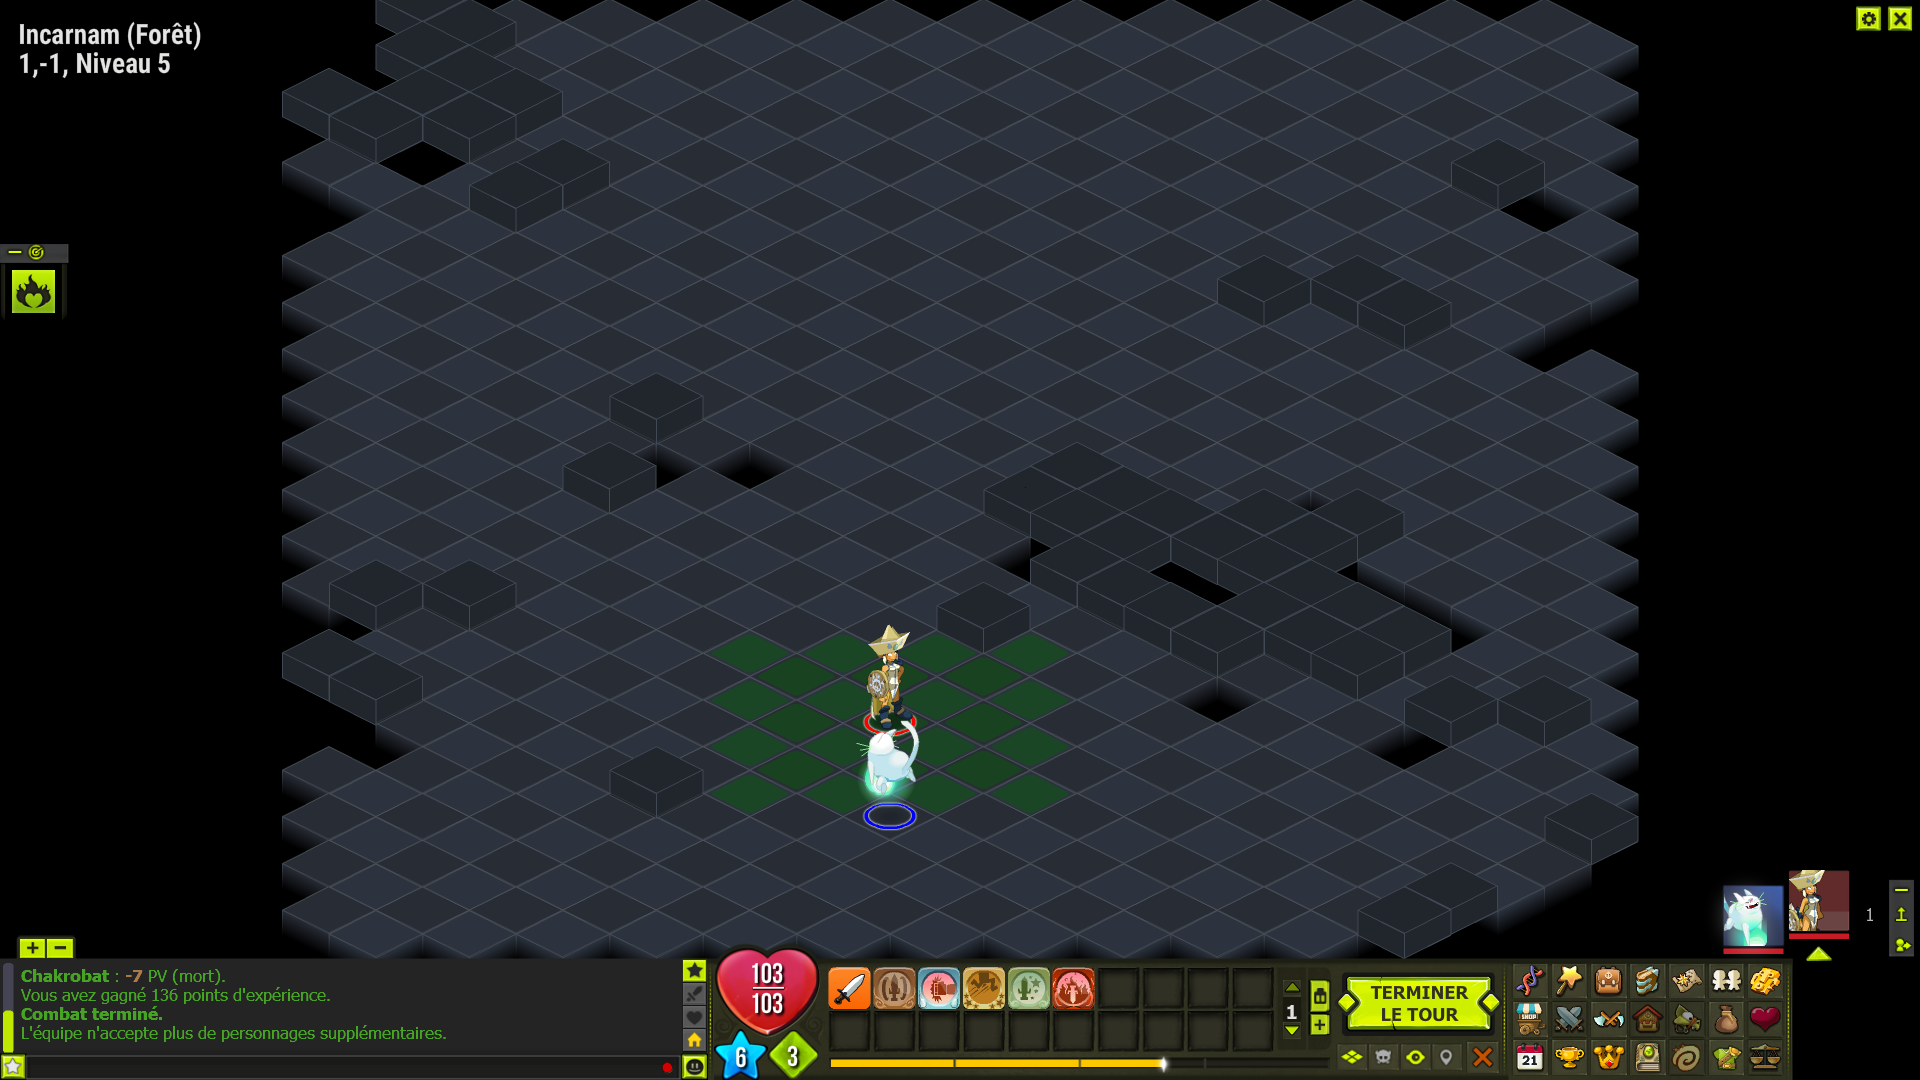 Incarnam (Forêt)
1,-1, Niveau 5
1
Chakrobat : -7 PV (mort).
Vous avez gagné 136 points d'expérience.
Combat terminé.
L'équipe n'accepte plus de personnages supplémentaires.
103
103
6
3
1
TERMINER
LE TOUR
SHOP
21